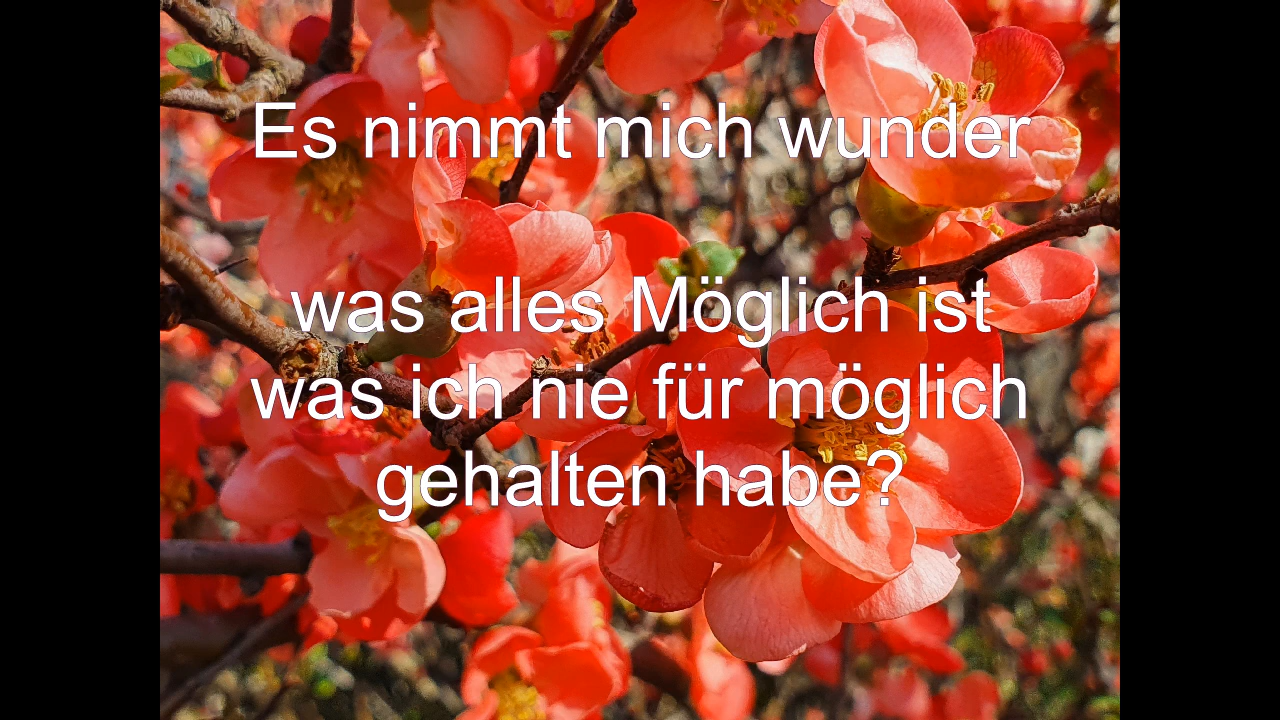 Es nimmt mich wunder
was alles Möglich ist
was ich nie für möglich
gehalten habe?